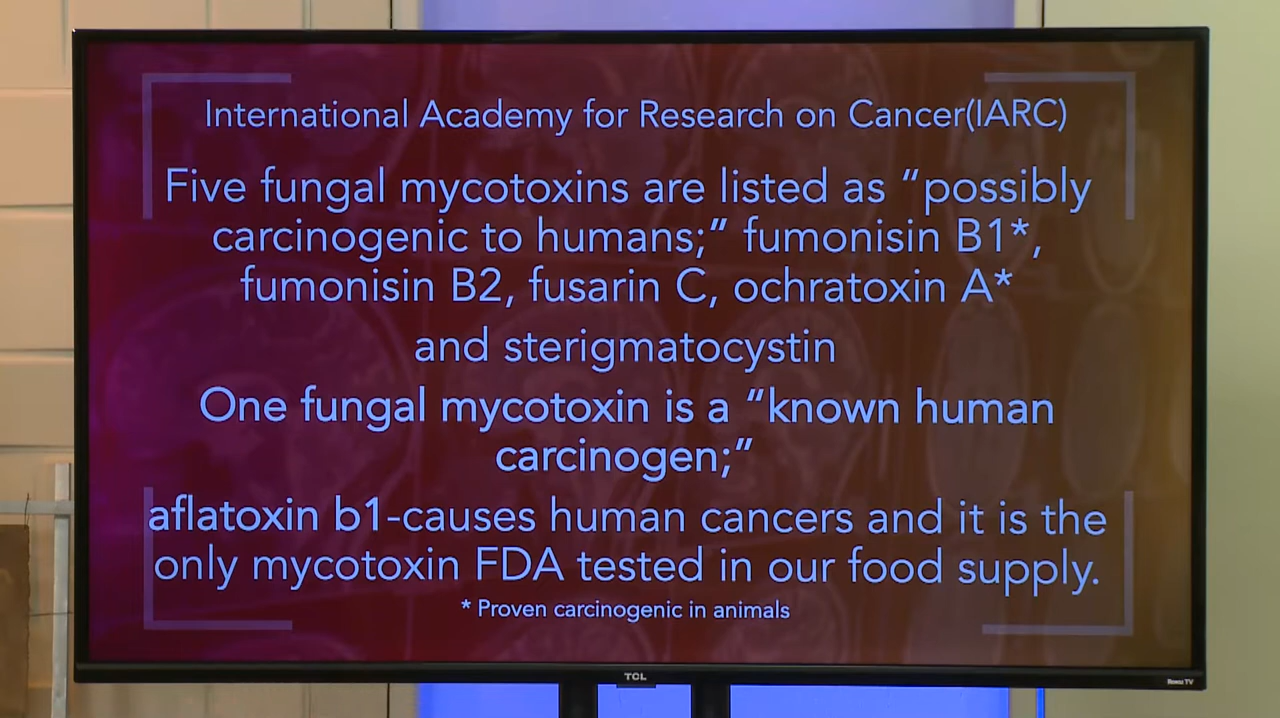 International Academy for Research on Cancer(IARC)
Five fungal mycotoxins are listed as “possibly
carcinogenic to humans;” fumonisin B1*,
fumonisin B2, fusarin C, ochratoxin A*
and sterigmatocystin
One fungal mycotoxin is a “known human
carcinogen;”
aflatoxin b1-causes human cancers and it is the
only mycotoxin FDA tested in our food supply.
* Proven carcinogenic in animals
TCL
Roku TV